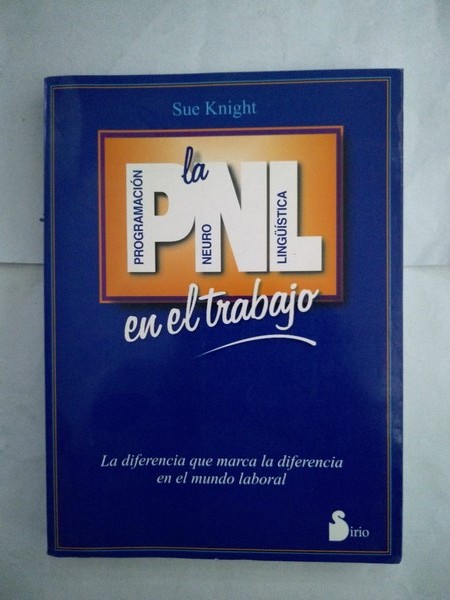 Sue Knight
la
PNL
PROGRAMACIÓN
NEURO
LINGÜÍSTICA
en el trabajo
La diferencia que marca la diferencia
en el mundo laboral
Sirio